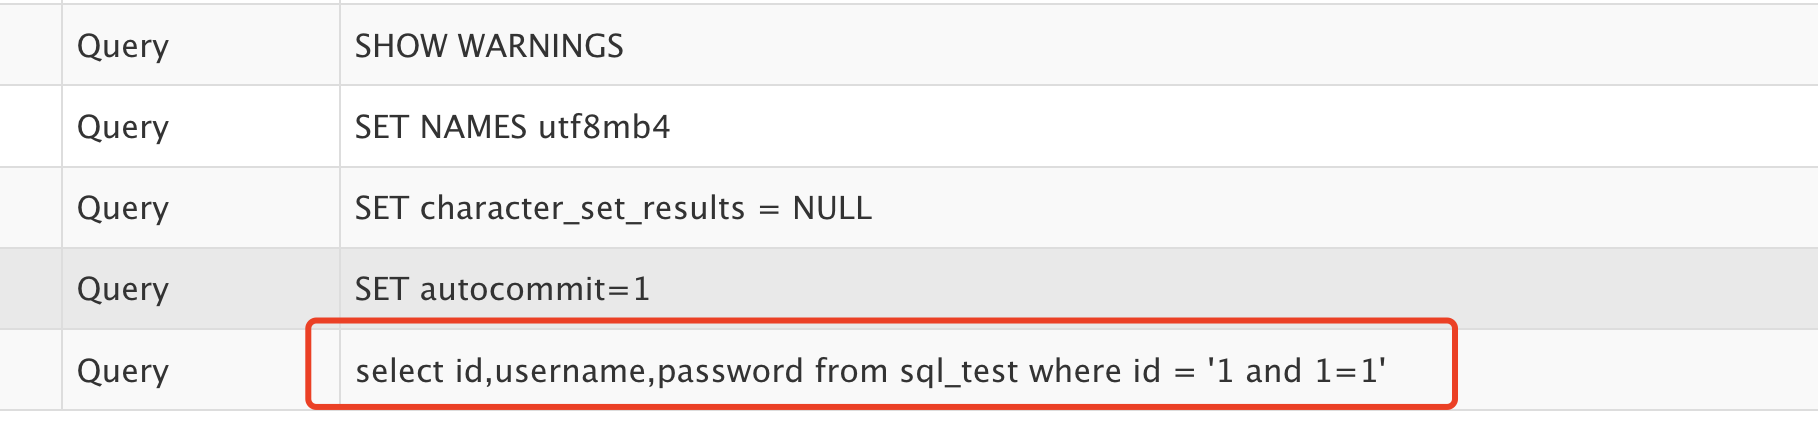 Query SHOW WARNINGS
Query SET NAMES utf8mb4
Query SET character_set_results = NULL
Query SET autocommit=1
Query select id,username,password from sql_test where id = '1 and 1=1'